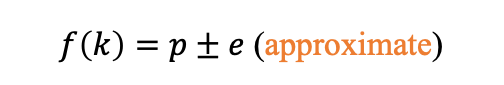 f(k) = p ± e (approximate)